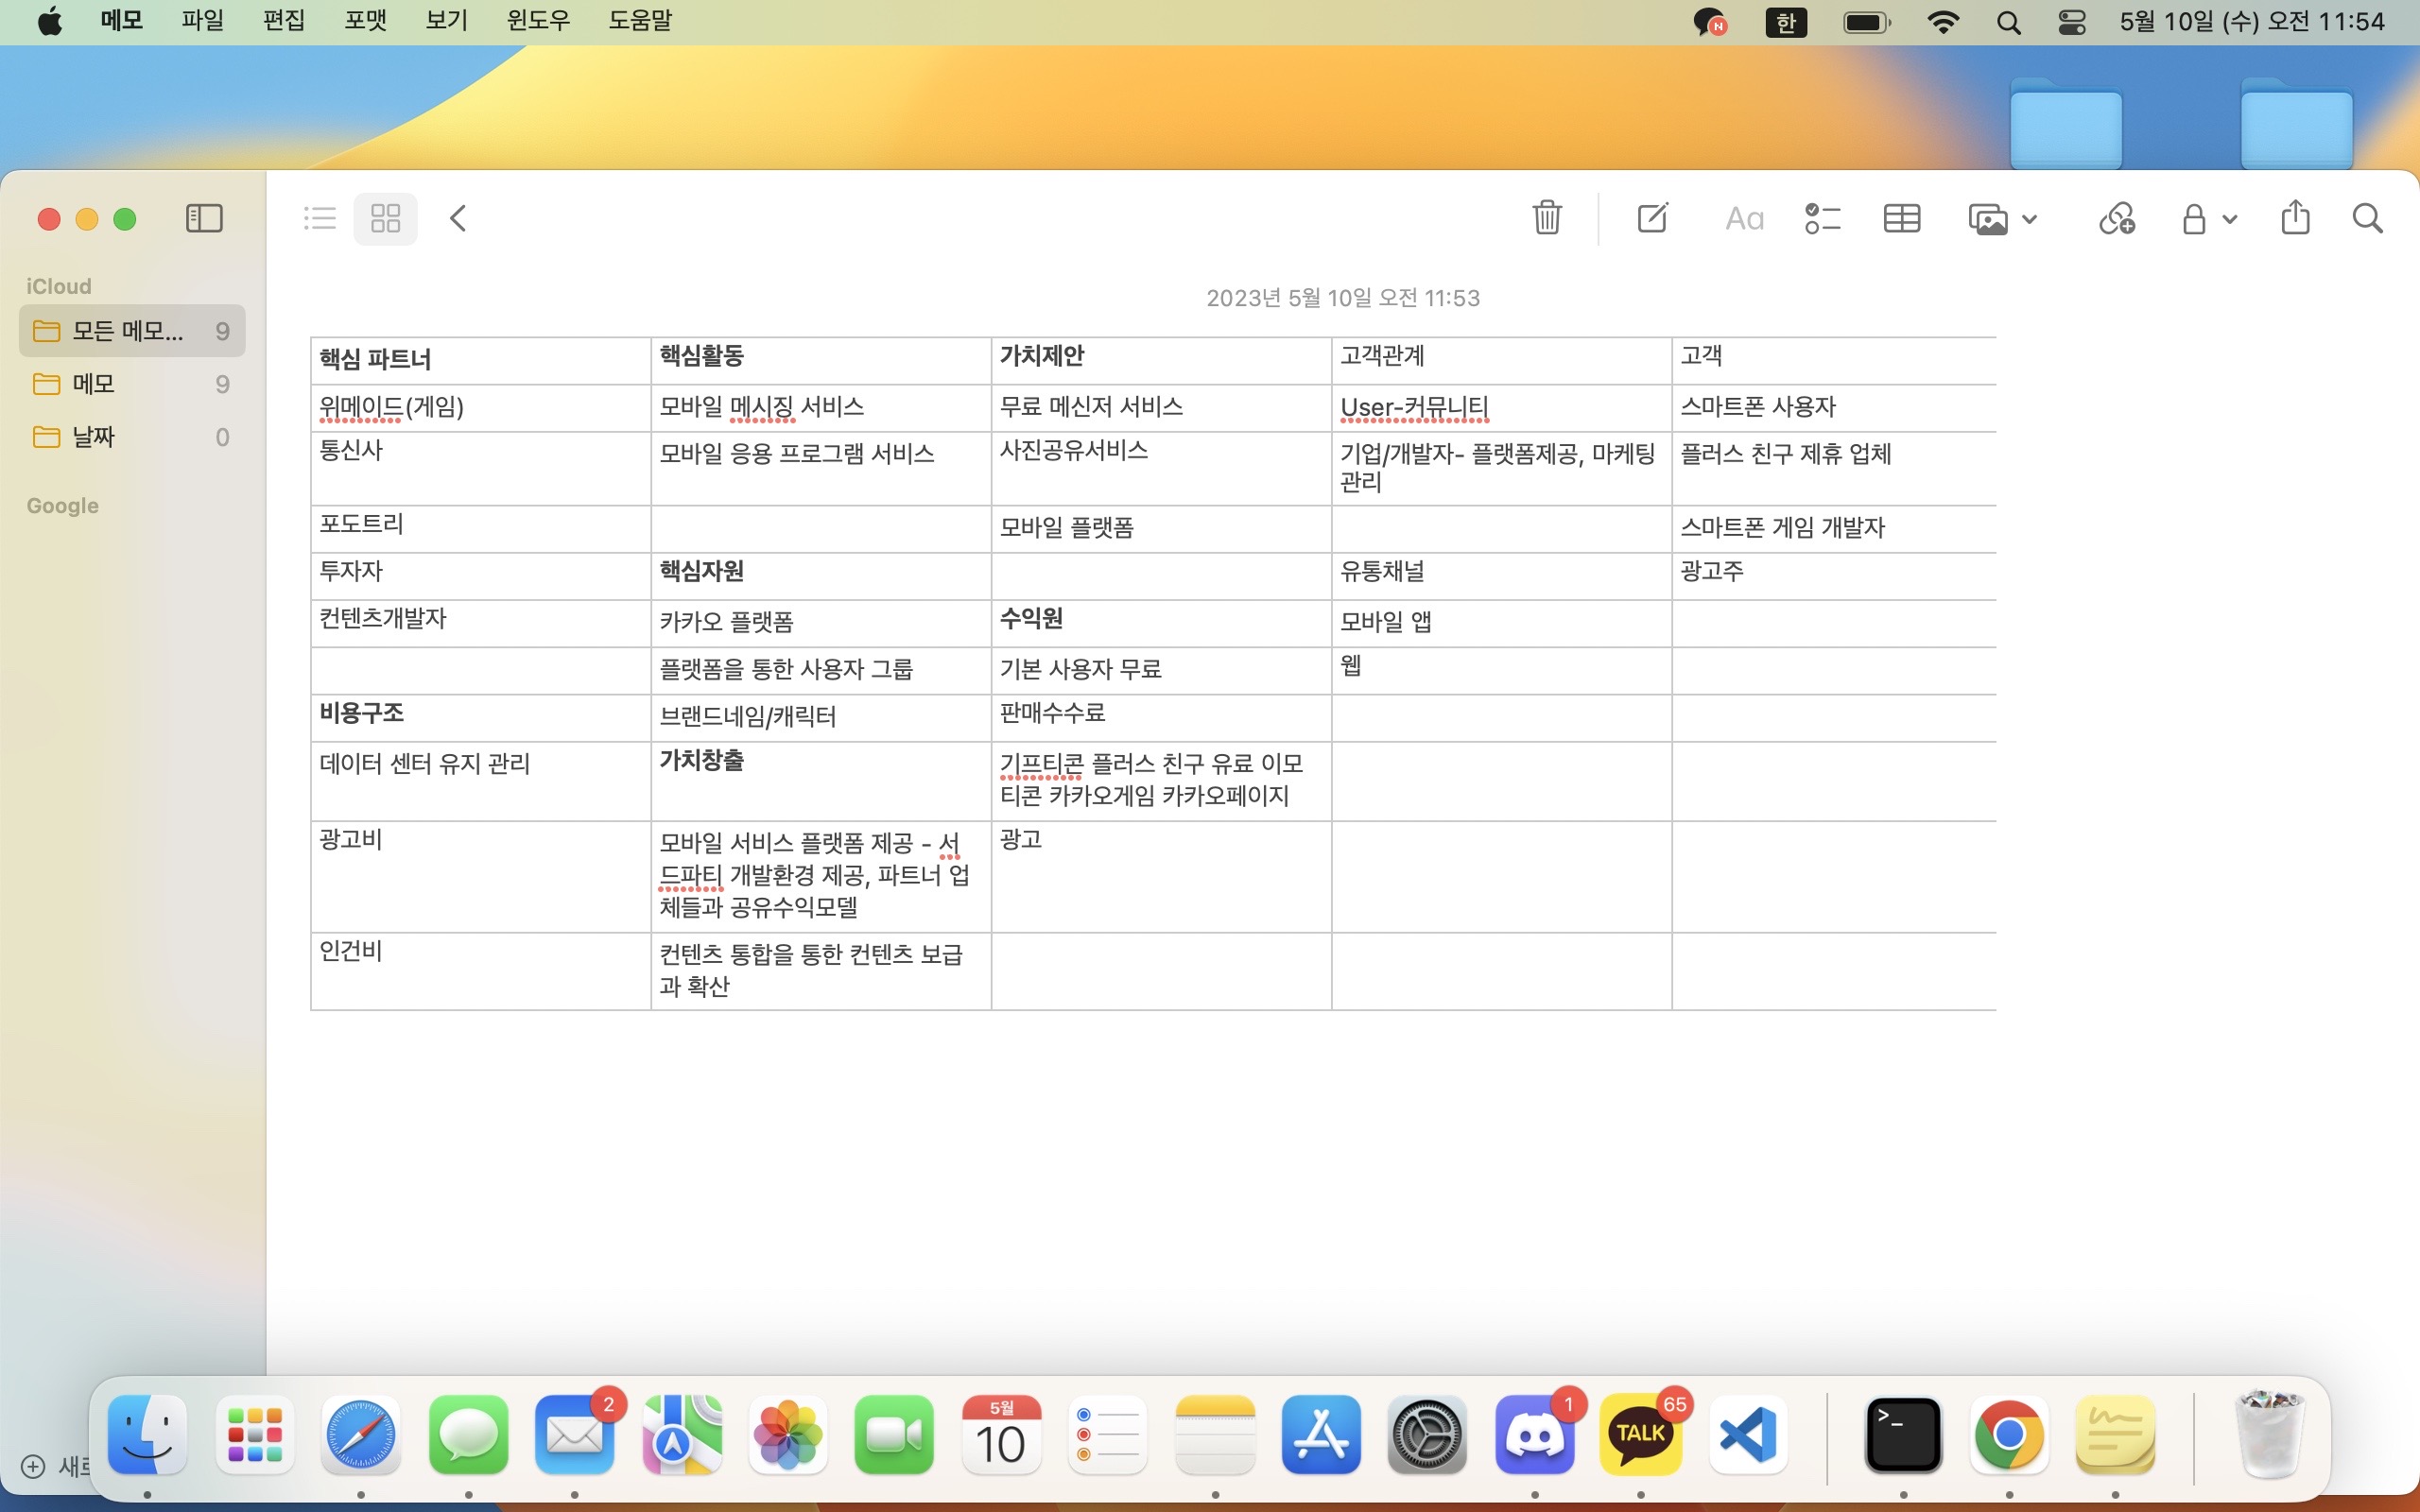 메모 파일 편집 포맷 보기 윈도우 도움말 한 5월 10일 (수) 오전 11:54
iCloud
모든 메모... 9
메모 9
날짜 0
Google
Aa
2023년 5월 10일 오전 11:53
핵심 파트너 핵심활동 가치제안 고객관계 고객
위메이드(게임) 모바일 메시징 서비스 무료 메신저 서비스 User-커뮤니티 스마트폰 사용자
통신사 모바일 응용 프로그램 서비스 사진공유서비스 기업/개발자- 플랫폼제공, 마케팅 플러스 친구 제휴 업체
관리
포도트리 모바일 플랫폼 스마트폰 게임 개발자
투자자 핵심자원 유통채널 광고주
컨텐츠개발자 카카오 플랫폼 수익원 모바일 앱
플랫폼을 통한 사용자 그룹 기본 사용자 무료 웹
비용구조 브랜드네임/캐릭터 판매수수료
데이터 센터 유지 관리 가치창출 기프티콘 플러스 친구 유료 이모
티콘 카카오게임 카카오페이지
광고비 모바일 서비스 플랫폼 제공 - 서 광고
드파티 개발환경 제공, 파트너 업
체들과 공유수익모델
인건비 컨텐츠 통합을 통한 컨텐츠 보급
과 확산
새로
2 5월 10 1 TALK 65 >_